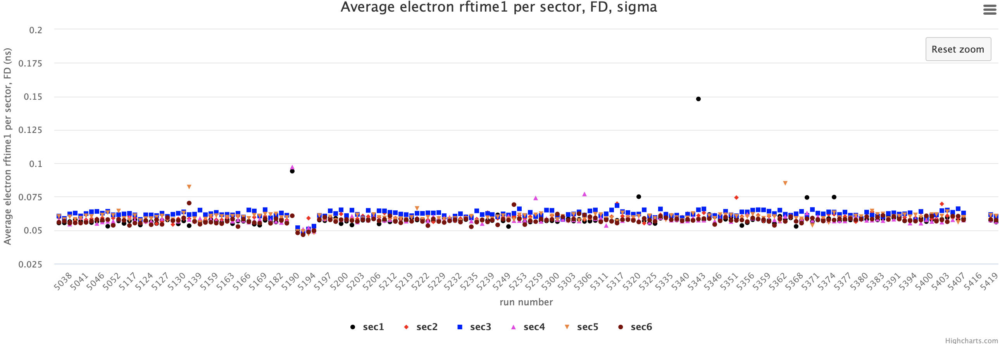 Average electron rftime1 per sector, FD, sigma
Reset zoom
Average electron rftime1 per sector, FD (ns)
0.2
0.175
0.15
0.125
0.1
0.075
0.05
0.025
5038 5041 5046 5052 5117 5124 5127 5130 5139 5159 5163 5166 5169 5182 5190 5194 5197 5200 5203 5206 5212 5219 5222 5229 5232 5235 5239 5249 5253 5259 5300 5303 5306 5311 5317 5320 5325 5335 5340 5343 5346 5351 5356 5359 5362 5368 5371 5374 5377 5380 5383 5391 5394 5400 5403 5407 5416 5419
run number
sec1 sec2 sec3 sec4 sec5 sec6
Highcharts.com